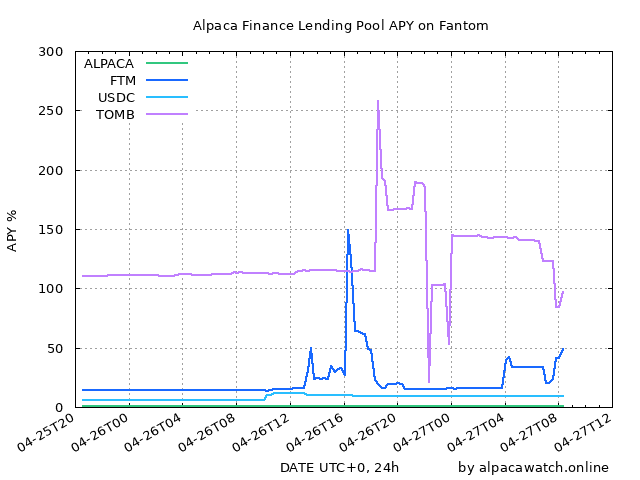 Alpaca Finance Lending Pool APY on Fantom
300
250
200
150
100
50
0
APY %
ALPACA
FTM
USDC
TOMB
04-25T20
04-26T00
04-26T04
04-26T08
04-26T12
04-26T16
04-26T20
04-27T00
04-27T04
04-27T08
04-27T12
DATE UTC+0, 24h
by alpacawatch.online